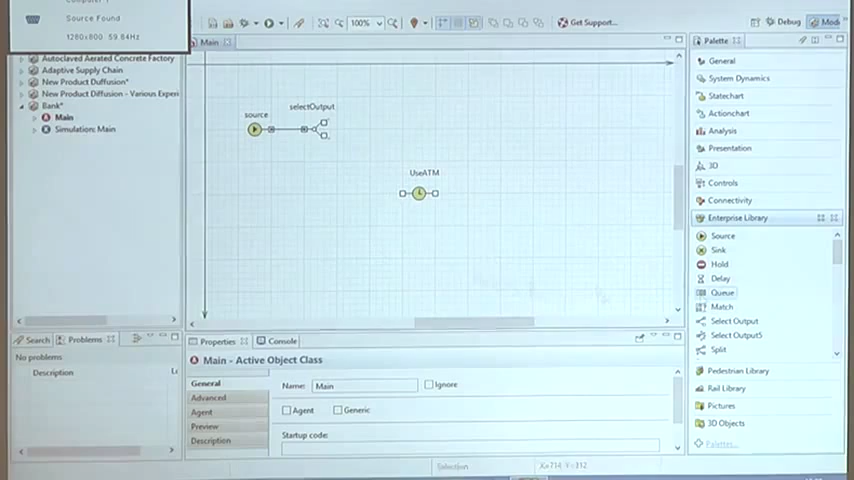 Computer 1
Source Found
1280x800 59.84Hz
100%
Get Support...
Debug
Main
Autoclaved Aerated Concrete Factory
Adaptive Supply Chain
New Product Duffusion*
New Product Diffusion - Various Experi
Bank*
Main
Simulation: Main
source
selectOutput
UseATM
Palette
General
System Dynamics
Statechart
Actionchart
Analysis
Presentation
3D
Controls
Connectivity
Enterprise Library
Source
Sink
Hold
Delay
Queue
Match
Select Output
Select Output5
Split
Pedestrian Library
Rail Library
Pictures
3D Objects
Palettes...
Search
Problems
No problems
Description
Properties
Console
Main - Active Object Class
General
Advanced
Agent
Preview
Description
Name: Main
Ignore
Agent
Generic
Startup code:
Selection